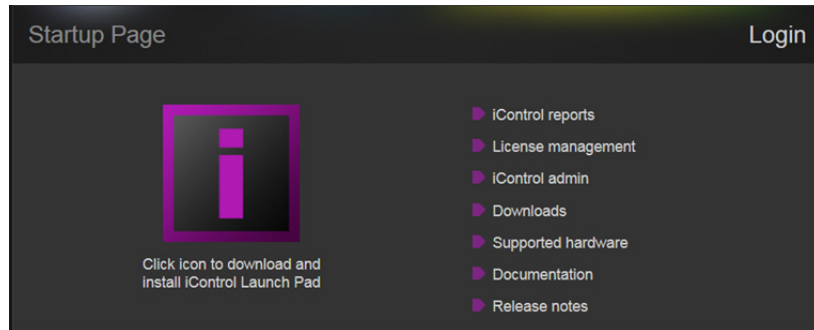 Startup Page
Login
i
Click icon to download and
install iControl Launch Pad
iControl reports
License management
iControl admin
Downloads
Supported hardware
Documentation
Release notes